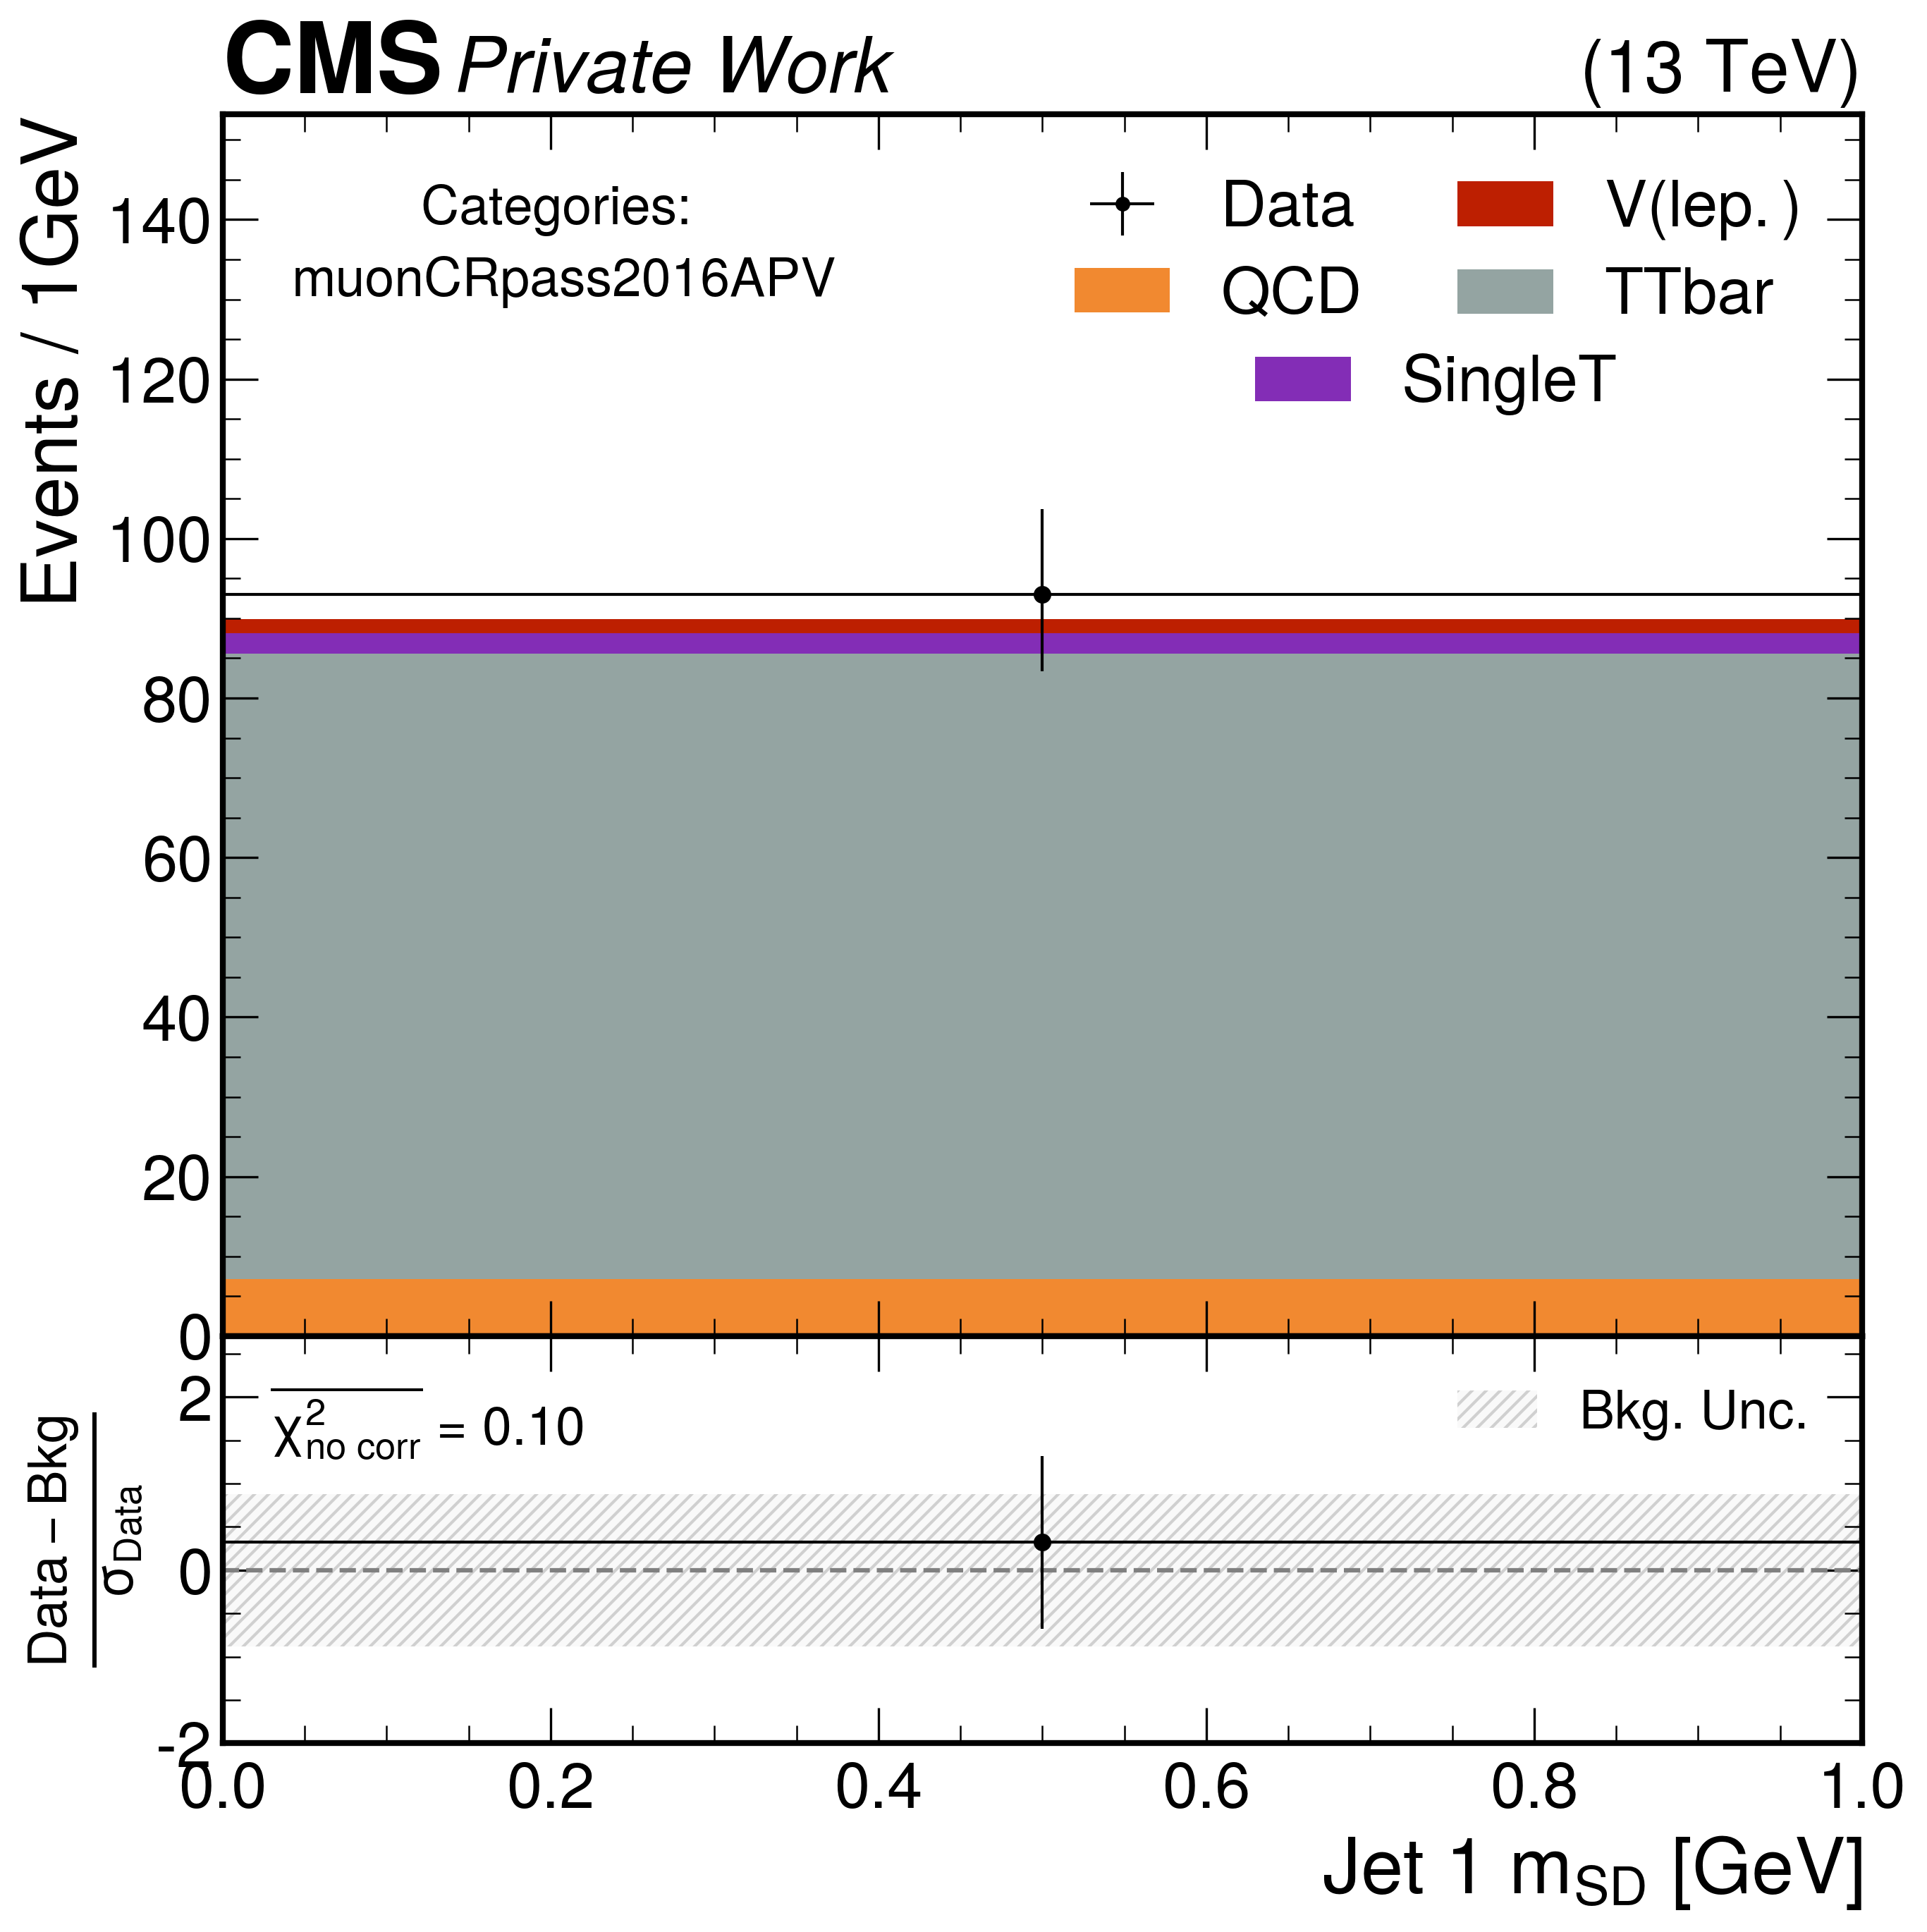 CMS Private Work (13 TeV)
Events / 1GeV
Categories:
muonCRpass2016APV
Data V(lep.)
QCD TTbar
SingleT
140
120
100
80
60
40
20
0
Data − Bkg
σData
χ²no corr = 0.10
Bkg. Unc.
2
0
-2
0.0 0.2 0.4 0.6 0.8 1.0
Jet 1 mSD [GeV]